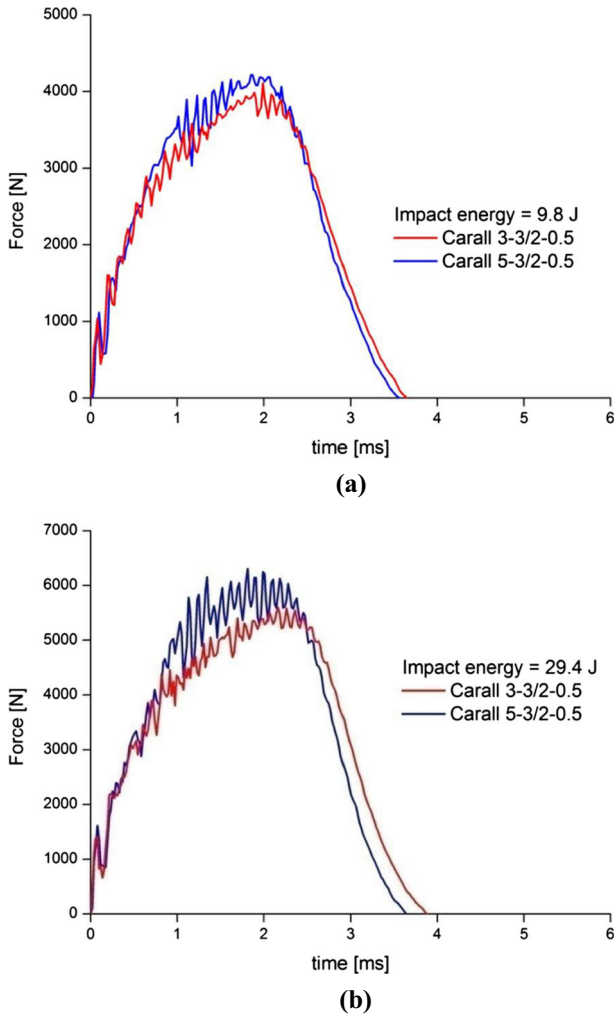 5000
4000
3000
2000
1000
0
Force [N]
Impact energy = 9.8 J
Carall 3-3/2-0.5
Carall 5-3/2-0.5
0 1 2 3 4 5 6
time [ms]
(a)
7000
6000
5000
4000
3000
2000
1000
0
Force [N]
Impact energy = 29.4 J
Carall 3-3/2-0.5
Carall 5-3/2-0.5
0 1 2 3 4 5 6
time [ms]
(b)